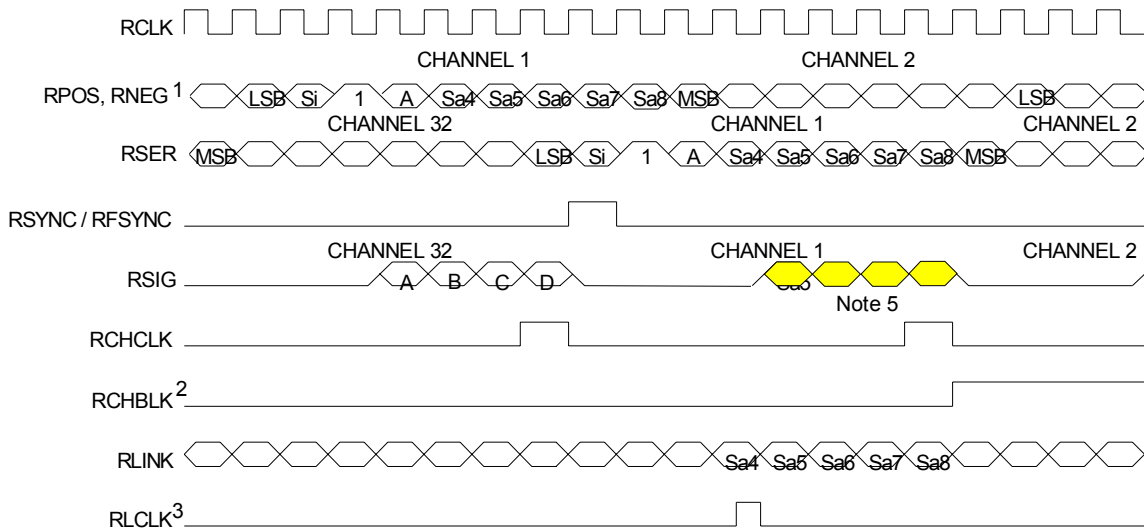 RCLK
CHANNEL 1 CHANNEL 2
RPOS, RNEG 1 LSB Si 1 A Sa4 Sa5 Sa6 Sa7 Sa8 MSB LSB
CHANNEL 32 CHANNEL 1 CHANNEL 2
RSER MSB LSB Si 1 A Sa4 Sa5 Sa6 Sa7 Sa8 MSB
RSYNC / RFSYNC
CHANNEL 32 CHANNEL 1 CHANNEL 2
RSIG A B C D Sa5
Note 5
RCHCLK
RCHBLK 2
RLINK Sa4 Sa5 Sa6 Sa7 Sa8
RLCLK 3